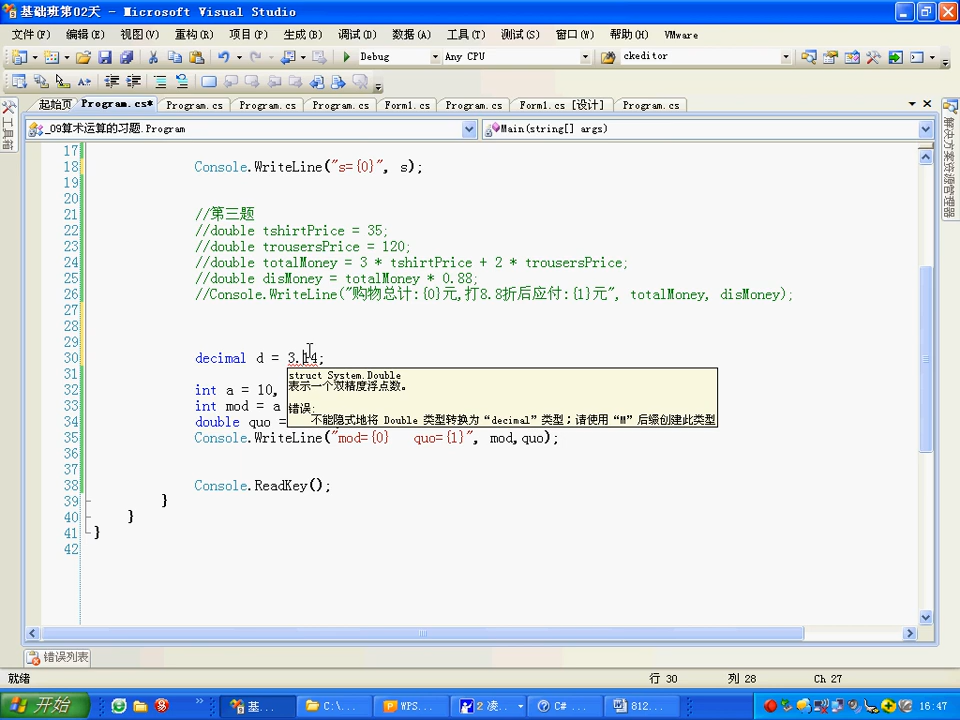 基础班第02天 - Microsoft Visual Studio
文件(F) 编辑(E) 视图(V) 重构(R) 项目(P) 生成(B) 调试(D) 数据(A) 工具(T) 测试(S) 窗口(W) 帮助(H) VMware
Debug Any CPU ckeditor
起始页 Program.cs* Program.cs Program.cs Program.cs Form1.cs Program.cs Form1.cs [设计] Program.cs
_09算术运算的习题.Program Main(string[] args)
工具箱
解决方案资源管理器
17
18 Console.WriteLine("s={0}", s);
19
20
21 //第三题
22 //double tshirtPrice = 35;
23 //double trousersPrice = 120;
24 //double totalMoney = 3 * tshirtPrice + 2 * trousersPrice;
25 //double disMoney = totalMoney * 0.88;
26 //Console.WriteLine("购物总计:{0}元,打8.8折后应付:{1}元", totalMoney, disMoney);
27
28
29
30 decimal d = 3.14;
31
struct System.Double
表示一个双精度浮点数。
错误:
不能隐式地将 Double 类型转换为“decimal”类型；请使用“M”后缀创建此类型
32 int a = 10,
33 int mod = a
34 double quo =
35 Console.WriteLine("mod={0} quo={1}", mod,quo);
36
37
38 Console.ReadKey();
39 }
40 }
41 }
42
错误列表
就绪 行 30 列 28 Ch 27
开始 基... C:\... WPS... 2 凌... C# ... 812... 16:47